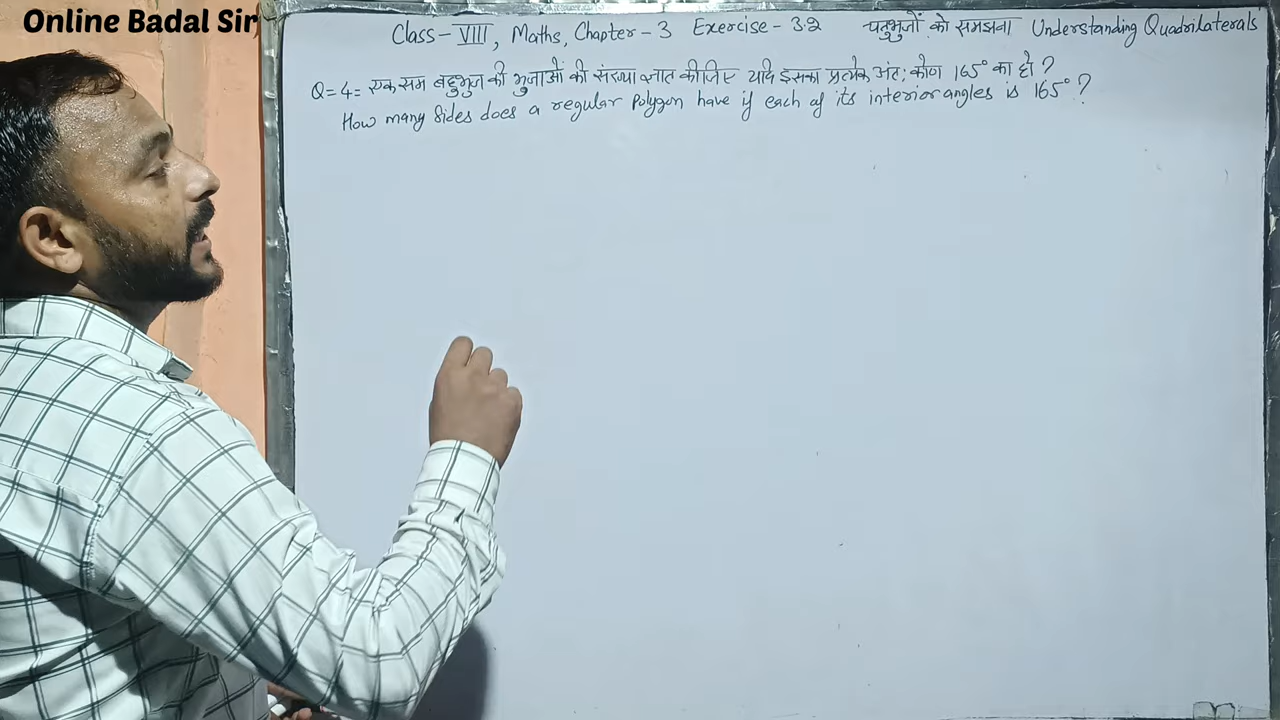 Online Badal Sir
Class-VIII, Maths, Chapter-3 Exercise-3.2 चतुर्भुजों को समझना Understanding Quadrilaterals
Q=4= एक सम बहुभुज की भुजाओं की संख्या ज्ञात कीजिए यदि इसका प्रत्येक अंतः कोण 165° का हो?
How many sides does a regular polygon have if each of its interior angles is 165°?